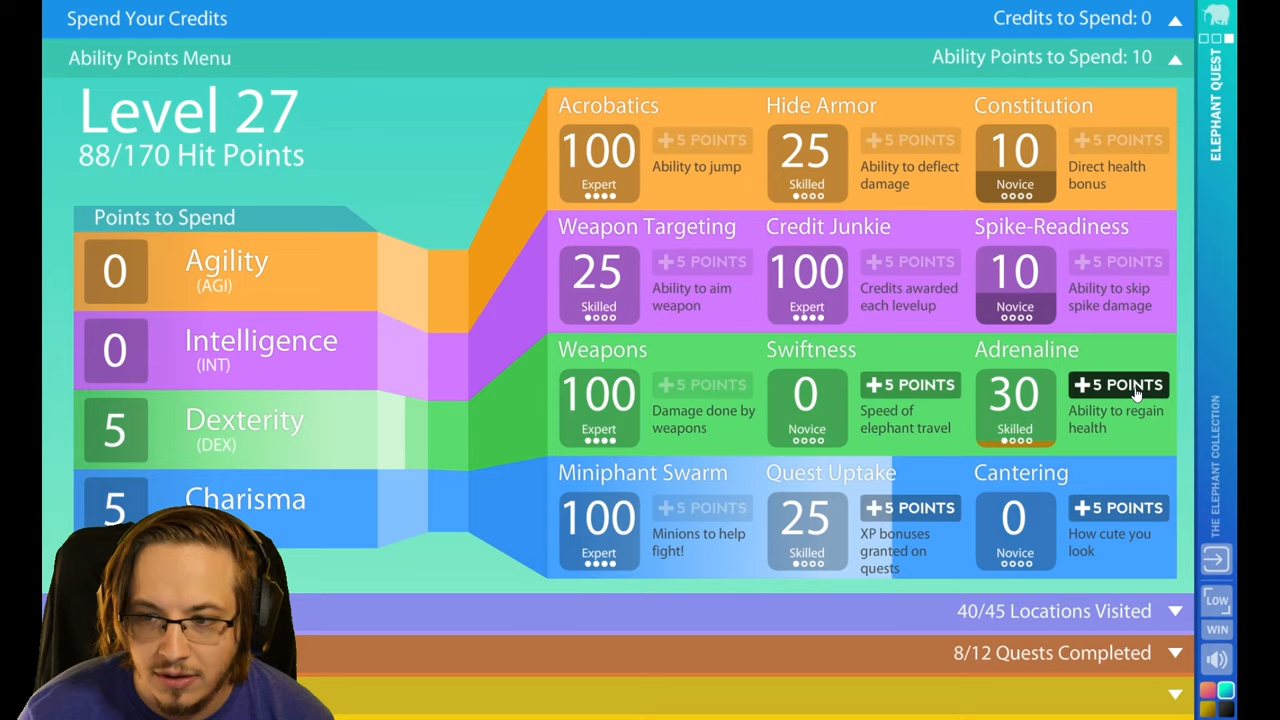 Spend Your Credits
Credits to Spend: 0
Ability Points Menu
Ability Points to Spend: 10
Level 27
88/170 Hit Points
Points to Spend
0
Agility
(AGI)
0
Intelligence
(INT)
5
Dexterity
(DEX)
5
Charisma
Acrobatics
100
Expert
+5 POINTS
Ability to jump
Hide Armor
25
Skilled
+5 POINTS
Ability to deflect
damage
Constitution
10
Novice
+5 POINTS
Direct health
bonus
Weapon Targeting
25
Skilled
+5 POINTS
Ability to aim
weapon
Credit Junkie
100
Expert
+5 POINTS
Credits awarded
each levelup
Spike-Readiness
10
Novice
+5 POINTS
Ability to skip
spike damage
Weapons
100
Expert
+5 POINTS
Damage done by
weapons
Swiftness
0
Novice
+5 POINTS
Speed of
elephant travel
Adrenaline
30
Skilled
+5 POINTS
Ability to regain
health
Miniphant Swarm
100
Expert
+5 POINTS
Minions to help
fight!
Quest Uptake
25
Skilled
+5 POINTS
XP bonuses
granted on
quests
Cantering
0
Novice
+5 POINTS
How cute you
look
40/45 Locations Visited
8/12 Quests Completed
ELEPHANT QUEST
THE ELEPHANT COLLECTION
LOW
WIN